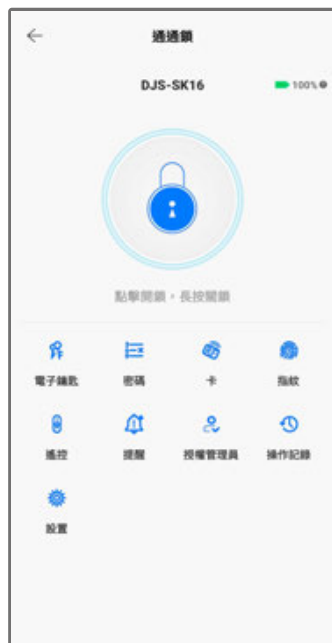 通通鎖
DJS-SK16 100%
點擊開鎖，長按關鎖
電子鑰匙 密碼 卡 指紋
遙控 提醒 授權管理員 操作記錄
設置